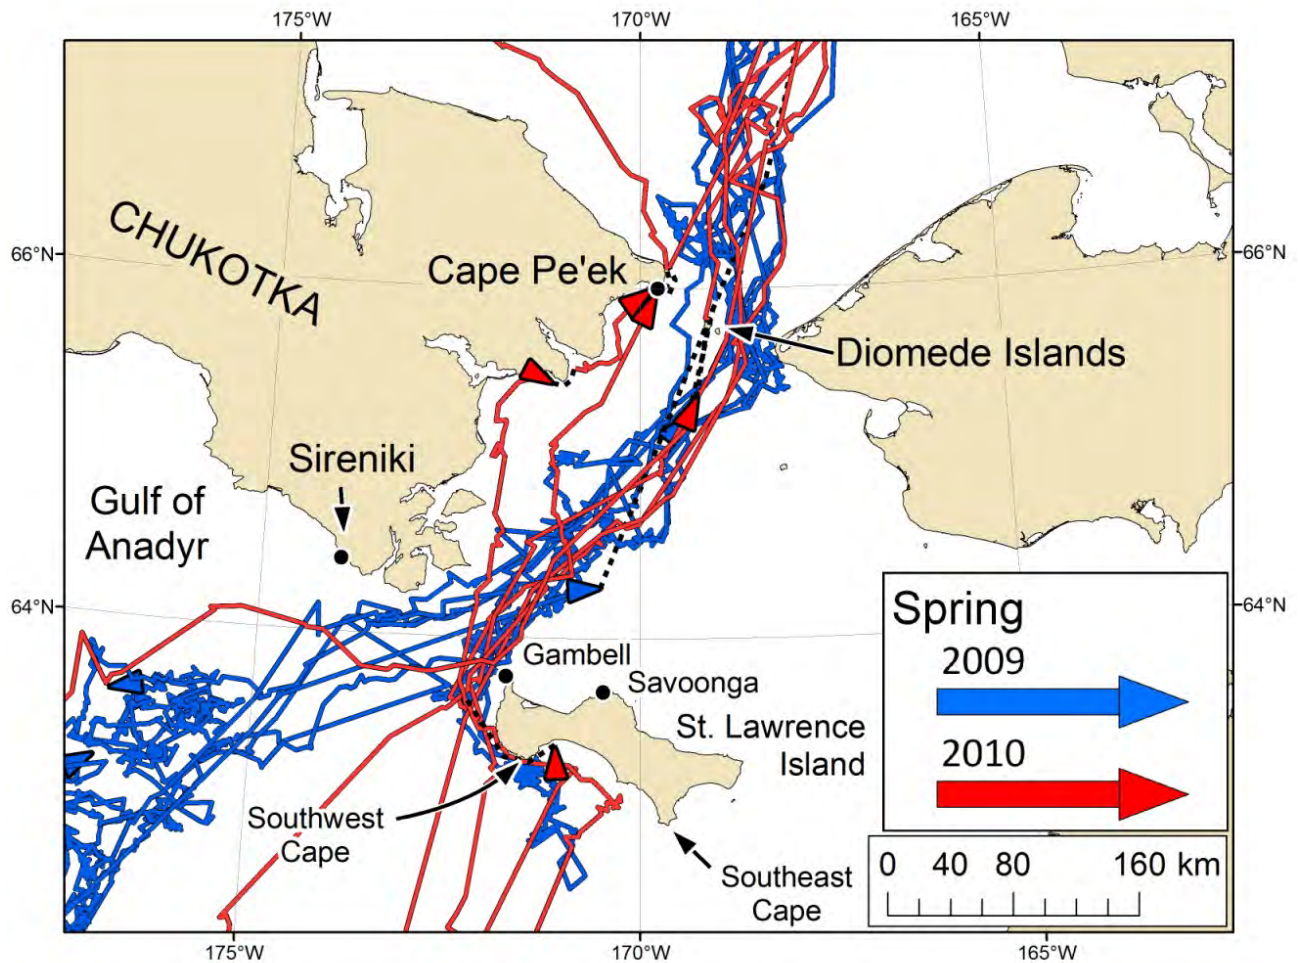 175°W
170°W
165°W
66°N
66°N
CHUKOTKA
Cape Pe'ek
Diomede Islands
Sireniki
Gulf of
Anadyr
64°N
64°N
Gambell
Savoonga
St. Lawrence
Island
Southwest
Cape
Southeast
Cape
Spring
2009
2010
0 40 80 160 km
175°W
170°W
165°W